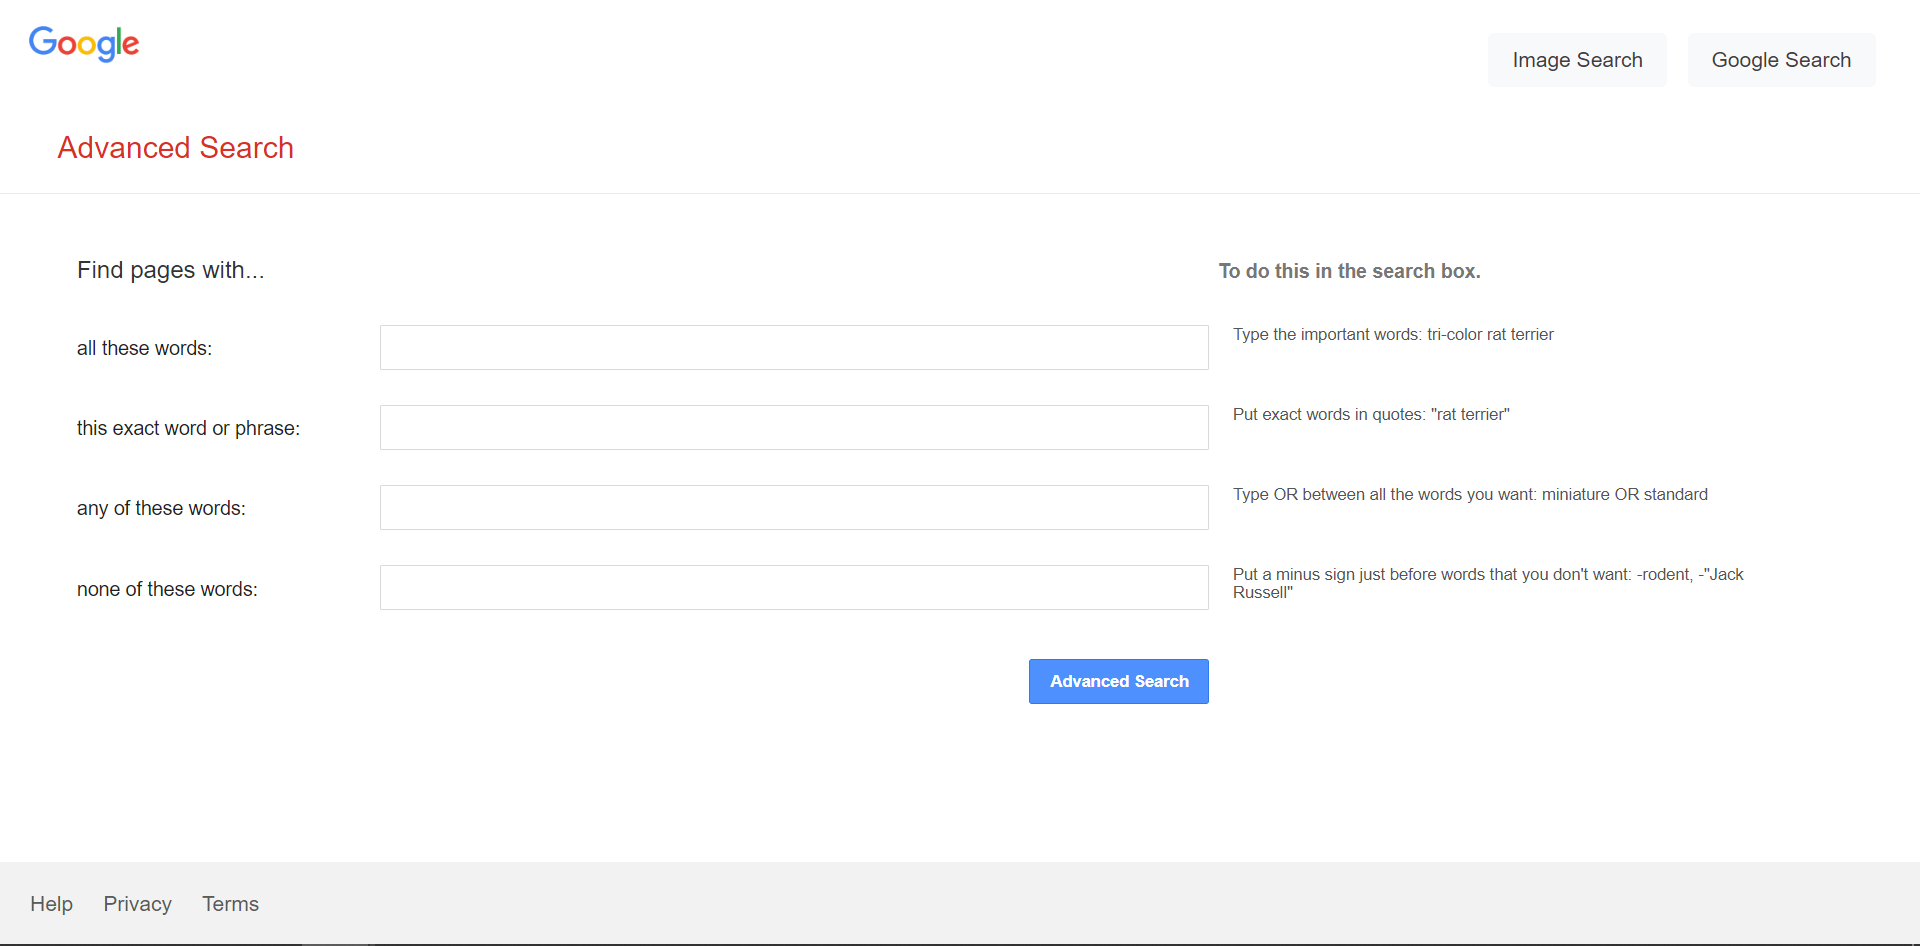 Google
Image Search
Google Search
Advanced Search
Find pages with...
To do this in the search box.
all these words:
Type the important words: tri-color rat terrier
this exact word or phrase:
Put exact words in quotes: "rat terrier"
any of these words:
Type OR between all the words you want: miniature OR standard
none of these words:
Put a minus sign just before words that you don't want: -rodent, -"Jack
Russell"
Advanced Search
Help
Privacy
Terms